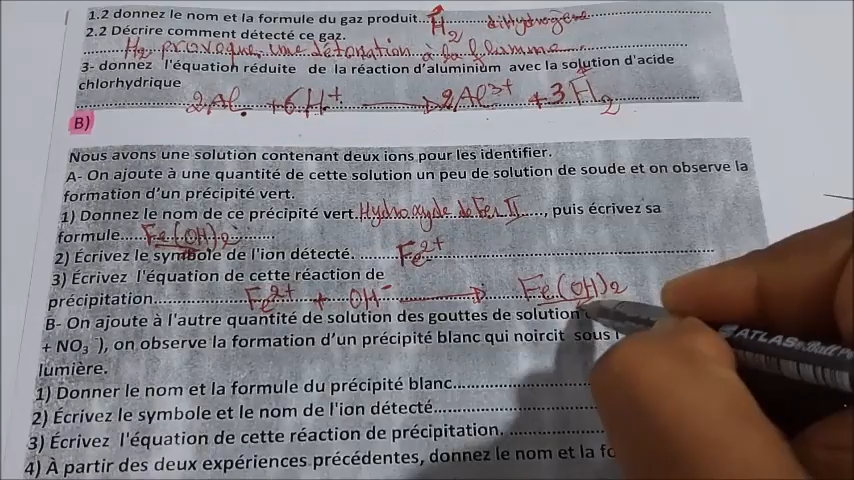 1.2 donnez le nom et la formule du gaz produit.. H2 ........ dihydrogène
2.2 Décrire comment détecté ce gaz.
H2 provoque une détonation à la flamme
3- donnez l'équation réduite de la réaction d'aluminium avec la solution d'acide
chlorhydrique
2Al + 6H+ → 2Al3+ + 3H2
B)
Nous avons une solution contenant deux ions pour les identifier.
A- On ajoute à une quantité de cette solution un peu de solution de soude et on observe la
formation d'un précipité vert.
1) Donnez le nom de ce précipité vert. Hydroxyde de Fer II ....., puis écrivez sa
formule..... Fe(OH)2 ........
2) Écrivez le symbole de l'ion détecté. ........ Fe2+ ........
3) Écrivez l'équation de cette réaction de
précipitation........ Fe2+ + OH- → Fe(OH)2
B- On ajoute à l'autre quantité de solution des gouttes de solution
+ NO3-), on observe la formation d'un précipité blanc qui noircit sous
lumière.
1) Donner le nom et la formule du précipité blanc........
2) Écrivez le symbole et le nom de l'ion détecté........
3) Écrivez l'équation de cette réaction de précipitation. ........
4) À partir des deux expériences précédentes, donnez le nom et la
ATLAS Ball P